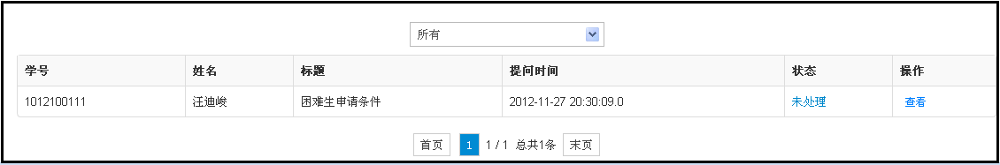 所有
学号 姓名 标题 提问时间 状态 操作
1012100111 汪迪峻 困难生申请条件 2012-11-27 20:30:09.0 未处理 查看
首页 1 1 / 1 总共1条 末页